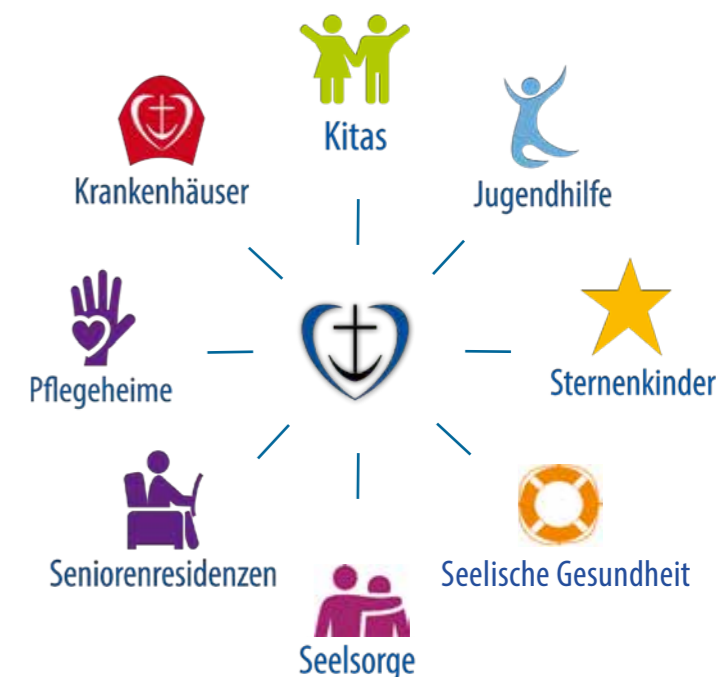 Kitas
Krankenhäuser
Jugendhilfe
Pflegeheime
Sternenkinder
Seniorenresidenzen
Seelische Gesundheit
Seelsorge